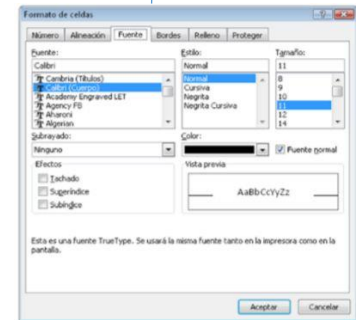 Formato de celdas
Número Alineación Fuente Bordes Relleno Proteger
Fuente: Estilo: Tamaño:
Calibri Normal 11
Cambria (Títulos) Normal 8
Calibri (Cuerpo) Cursiva 9
Academy Engraved LET Negrita 10
Agency FB Negrita Cursiva 11
Aharoni 12
Algerian 14
Subrayado: Color:
Ninguno Fuente normal
Efectos Vista previa
Tachado
Superíndice AaBbCcYyZz
Subíndice
Esta es una fuente TrueType. Se usará la misma fuente tanto en la impresora como en la
pantalla.
Aceptar Cancelar